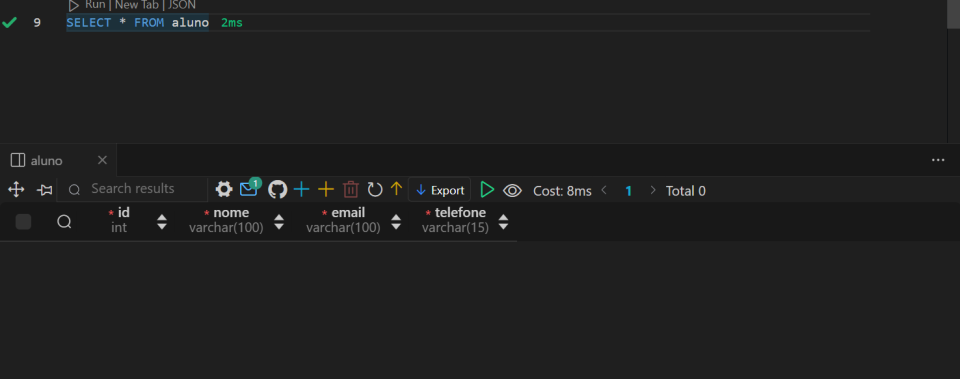 Run | New Tab | JSON
9 SELECT * FROM aluno 2ms
aluno
Search results 1 Export Cost: 8ms 1 Total 0
* id * nome * email * telefone
int varchar(100) varchar(100) varchar(15)